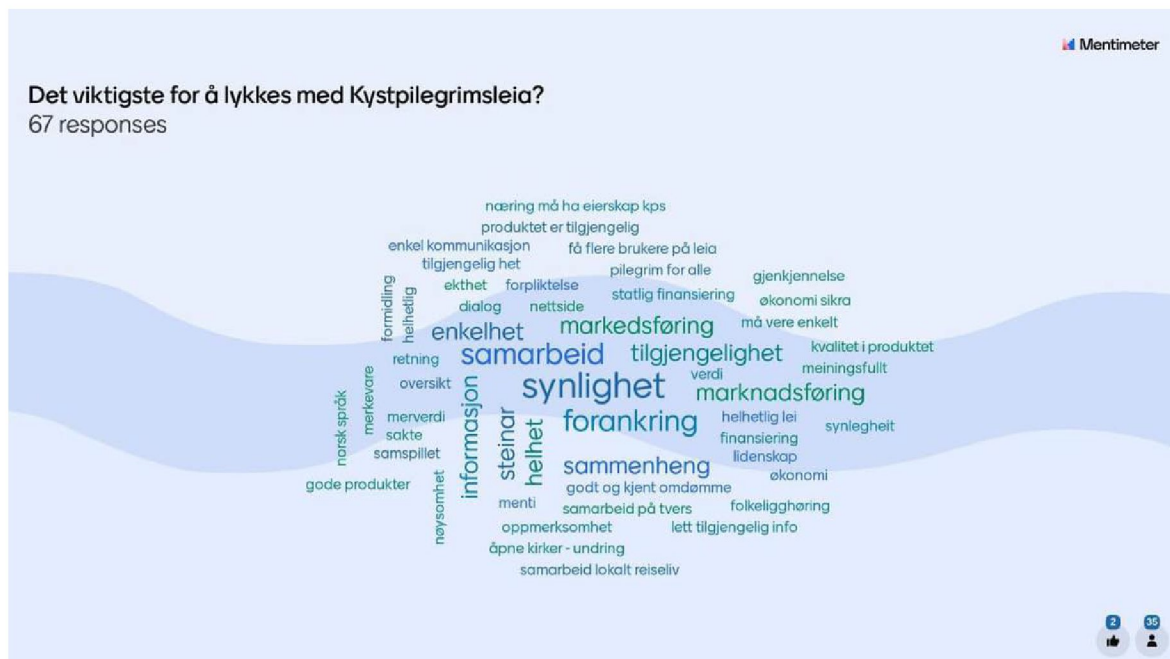 Mentimeter
Det viktigste for å lykkes med Kystpilegrimsleia?
67 responses
næring må ha eierskap kps
produktet er tilgjengelig
enkel kommunikasjon
få flere brukere på leia
tilgjengelig het
pilegrim for alle
gjenkjennelse
formidling
helhetlig
ekthet
forpliktelse
statlig finansiering
økonomi sikra
dialog
nettside
enkelhet
markedsføring
må vere enkelt
retning
samarbeid
tilgjengelighet
kvalitet i produktet
meiningsfullt
verdi
oversikt
synlighet
marknadsføring
norsk språk
merkevare
merverdi
informasjon
steinar
helhet
forankring
helhetlig lei
synlegheit
sakte
finansiering
samspillet
lidenskap
sammenheng
økonomi
gode produkter
nøysomhet
godt og kjent omdømme
menti
samarbeid på tvers
folkeligghøring
oppmerksomhet
lett tilgjengelig info
åpne kirker - undring
samarbeid lokalt reiseliv
2
35